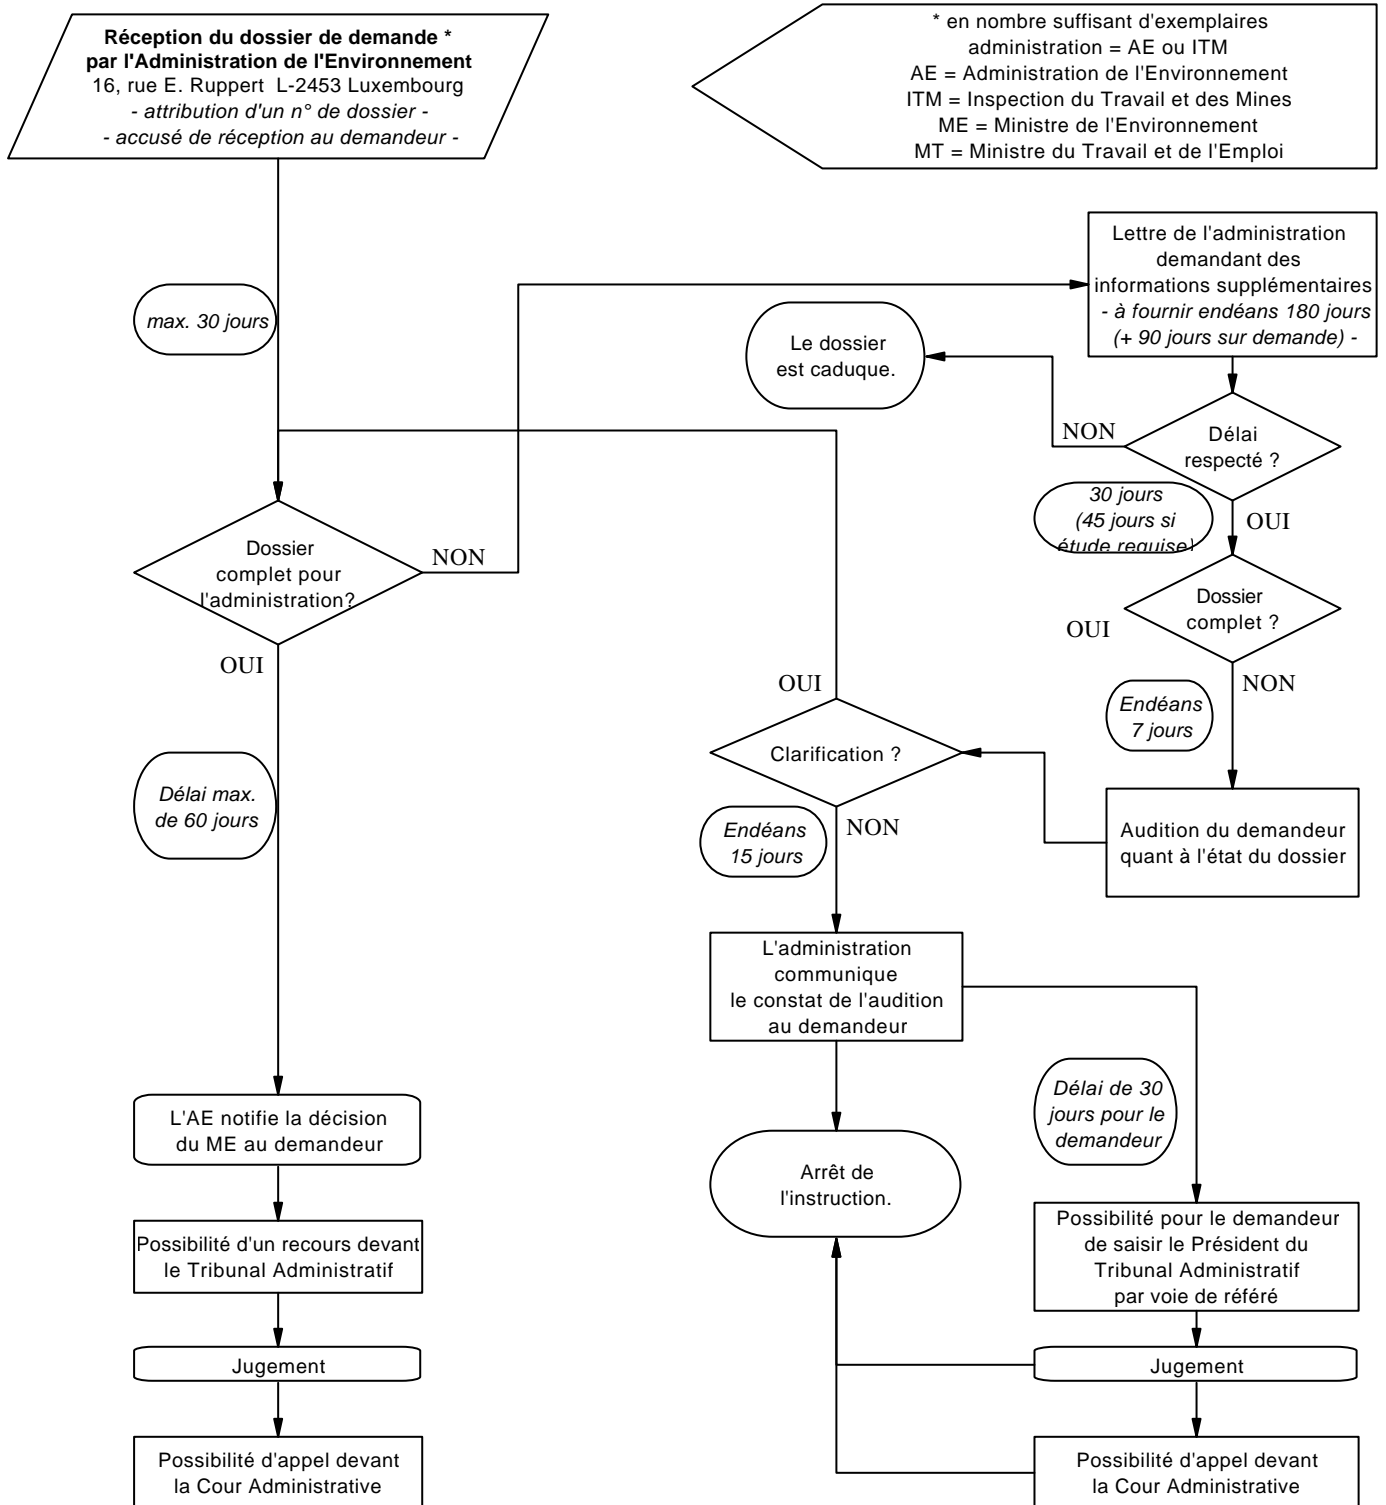 Réception du dossier de demande *
par l'Administration de l'Environnement
16, rue E. Ruppert L-2453 Luxembourg
- attribution d'un n° de dossier -
- accusé de réception au demandeur -
* en nombre suffisant d'exemplaires
administration = AE ou ITM
AE = Administration de l'Environnement
ITM = Inspection du Travail et des Mines
ME = Ministre de l'Environnement
MT = Ministre du Travail et de l'Emploi
Lettre de l'administration
demandant des
informations supplémentaires
- à fournir endéans 180 jours
(+ 90 jours sur demande) -
max. 30 jours
Le dossier
est caduque.
NON
Délai
respecté ?
30 jours
(45 jours si
étude requise)
OUI
Dossier
complet pour
l'administration?
NON
OUI
Dossier
complet ?
OUI
NON
OUI
Endéans
7 jours
Clarification ?
Délai max.
de 60 jours
Endéans
15 jours
NON
Audition du demandeur
quant à l'état du dossier
L'administration
communique
le constat de l'audition
au demandeur
Délai de 30
jours pour le
demandeur
L'AE notifie la décision
du ME au demandeur
Arrêt de
l'instruction.
Possibilité d'un recours devant
le Tribunal Administratif
Possibilité pour le demandeur
de saisir le Président du
Tribunal Administratif
par voie de référé
Jugement
Jugement
Possibilité d'appel devant
la Cour Administrative
Possibilité d'appel devant
la Cour Administrative